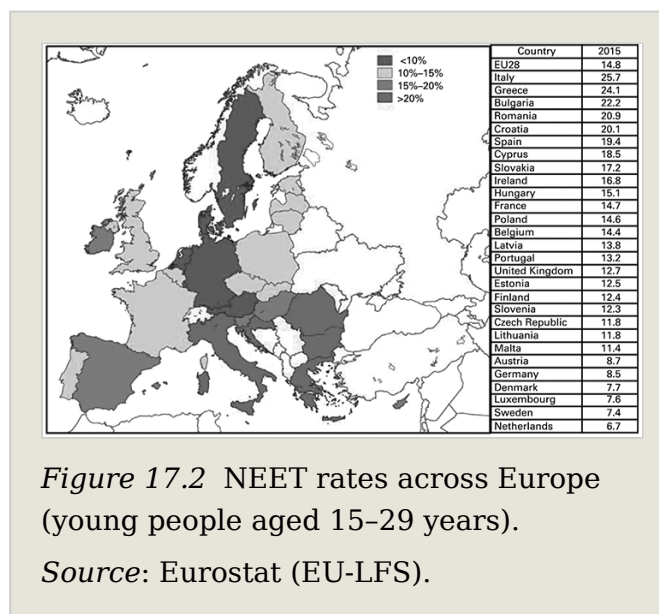 <10%
10%–15%
15%–20%
>20%
Country 2015
EU28 14.8
Italy 25.7
Greece 24.1
Bulgaria 22.2
Romania 20.9
Croatia 20.1
Spain 19.4
Cyprus 18.5
Slovakia 17.2
Ireland 16.8
Hungary 15.1
France 14.7
Poland 14.6
Belgium 14.4
Latvia 13.8
Portugal 13.2
United Kingdom 12.7
Estonia 12.5
Finland 12.4
Slovenia 12.3
Czech Republic 11.8
Lithuania 11.8
Malta 11.4
Austria 8.7
Germany 8.5
Denmark 7.7
Luxembourg 7.6
Sweden 7.4
Netherlands 6.7
Figure 17.2 NEET rates across Europe
(young people aged 15–29 years).
Source: Eurostat (EU-LFS).